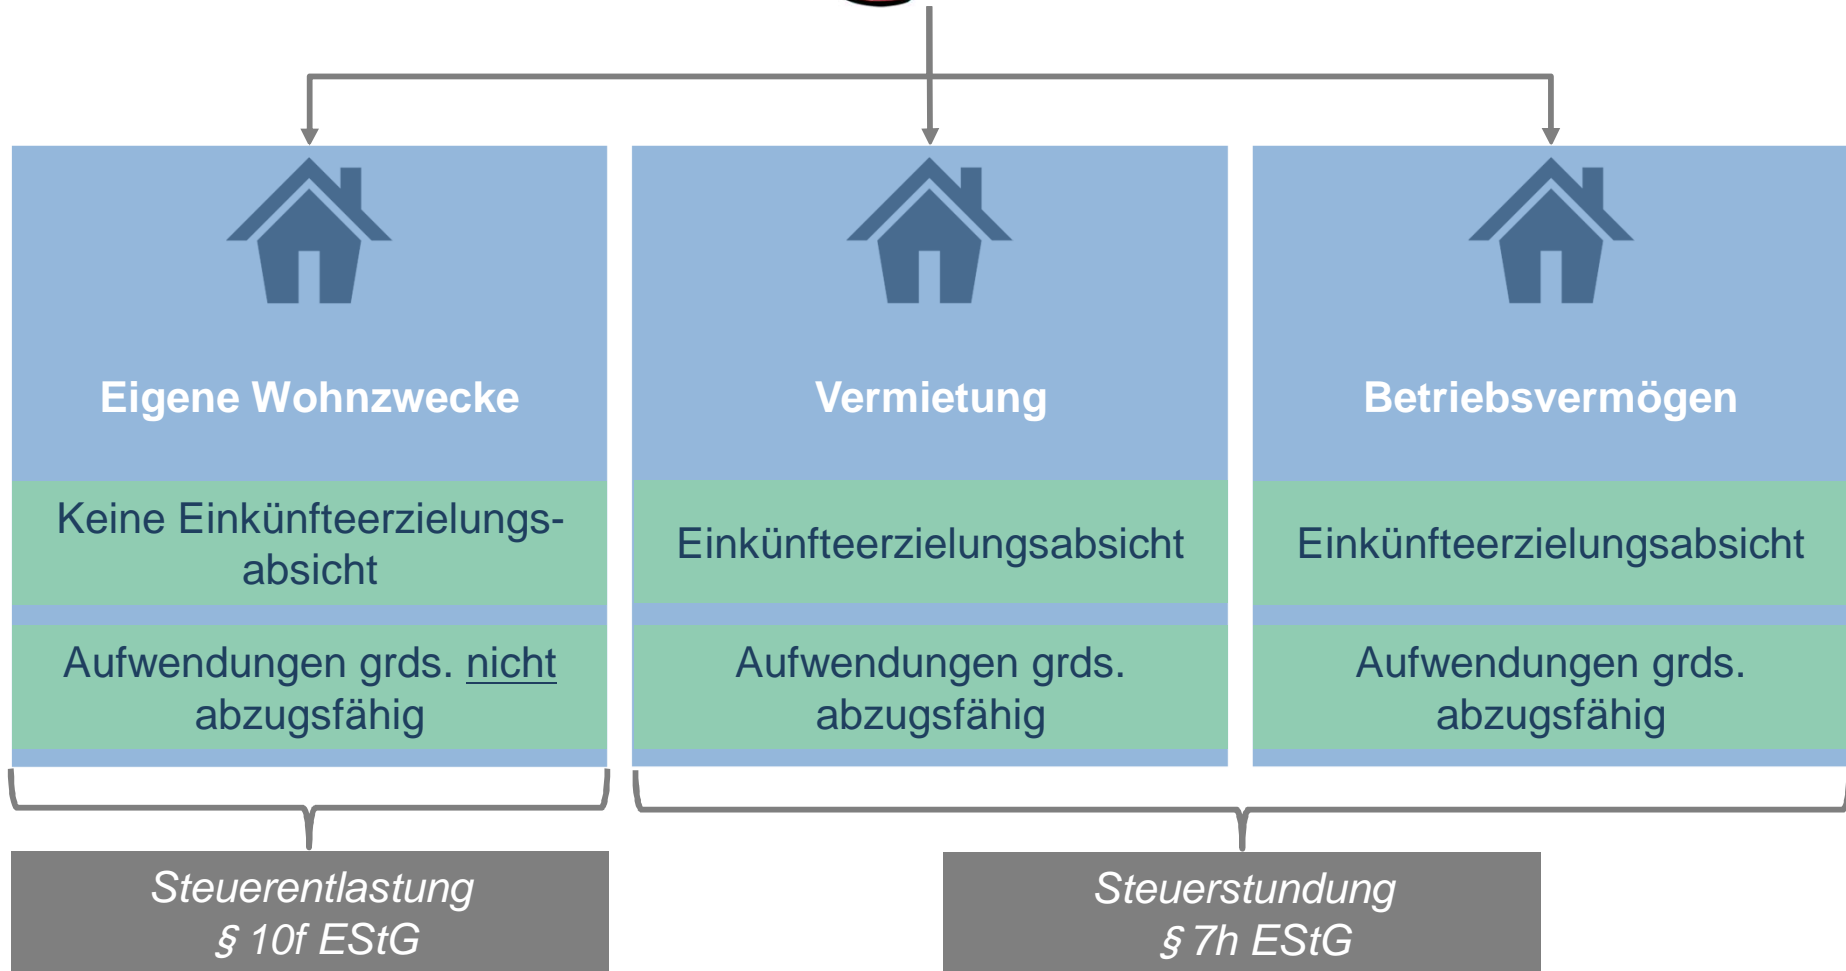 Eigene Wohnzwecke
Keine Einkünfteerzielungs-
absicht
Aufwendungen grds. nicht
abzugsfähig
Vermietung
Einkünfteerzielungsabsicht
Aufwendungen grds.
abzugsfähig
Betriebsvermögen
Einkünfteerzielungsabsicht
Aufwendungen grds.
abzugsfähig
Steuerentlastung
§ 10f EStG
Steuerstundung
§ 7h EStG